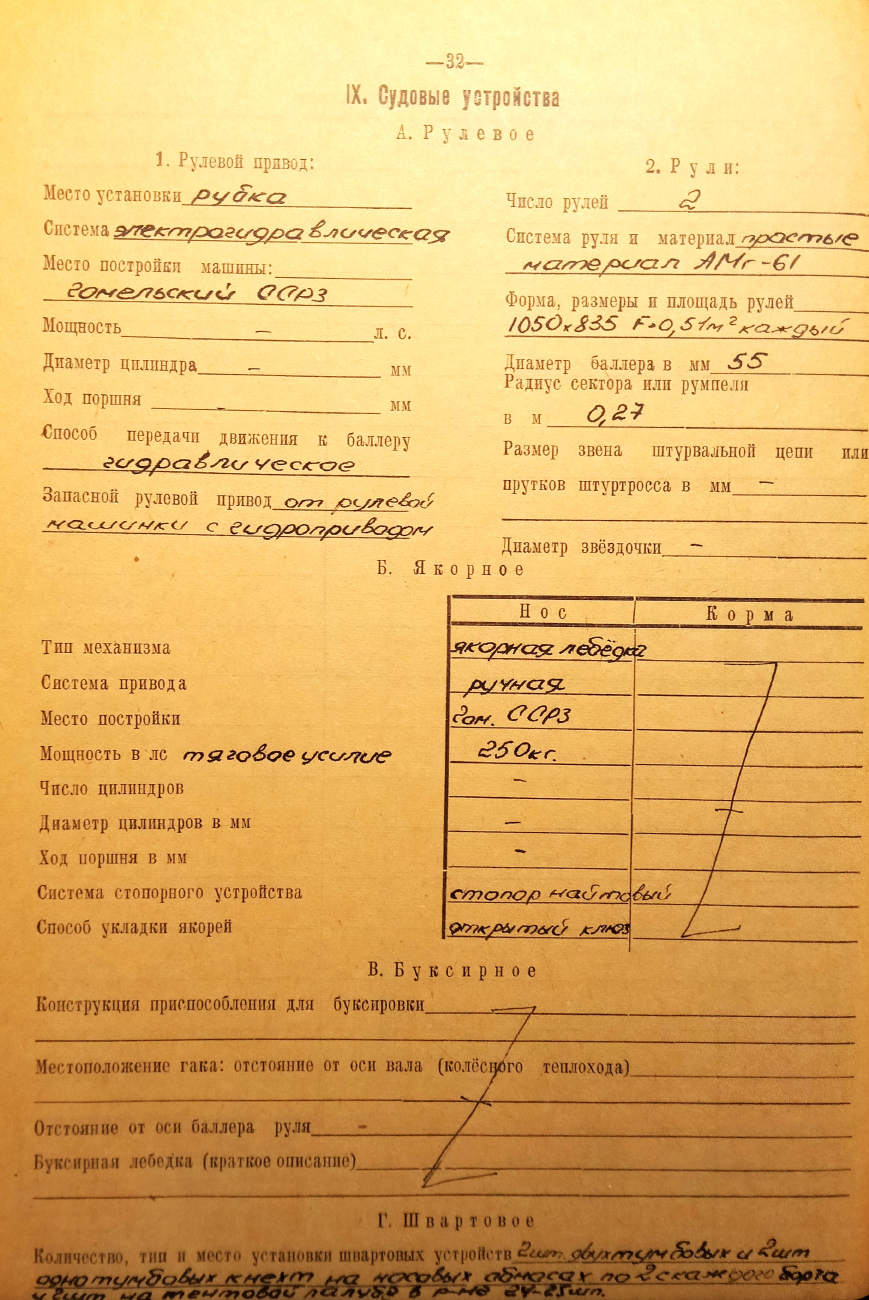 —32—
IX. Судовые устройства
А. Рулевое
1. Рулевой привод:
Место установки рубка
Система электрогидравлическая
Место постройки машины:
гомельский ССРЗ
Мощность — л. с.
Диаметр цилиндра — мм
Ход поршня - мм
Способ передачи движения к баллеру
гидравлическое
Запасной рулевой привод от рулевой
машинки с гидроприводом
2. Рули:
Число рулей 2
Система руля и материал простые
материал АМг-61
Форма, размеры и площадь рулей
1050х835 F=0,51м² каждый
Диаметр баллера в мм 55
Радиус сектора или румпеля
в м 0,27
Размер звена штурвальной цепи или
прутков штуртросса в мм —
Диаметр звёздочки —
Б. Якорное
Нос Корма
Тип механизма якорная лебёдка
Система привода ручная
Место постройки гом. ССРЗ
Мощность в лс тяговое усилие 250кг.
Число цилиндров —
Диаметр цилиндров в мм —
Ход поршня в мм -
Система стопорного устройства стопор найтовый
Способ укладки якорей открытый клюз
В. Буксирное
Конструкция приспособления для буксировки
Местоположение гака: отстояние от оси вала (колёсного теплохода)
Отстояние от оси баллера руля —
Буксирная лебедка (краткое описание)
Г. Швартовое
Количество, тип и место установки швартовых устройств 2шт. двухтумбовых и 2шт
однотумбовых кнехт на носовых обносах по 2 с каждого борта
и 2шт на тентовой палубе в р-не 24-25шп.